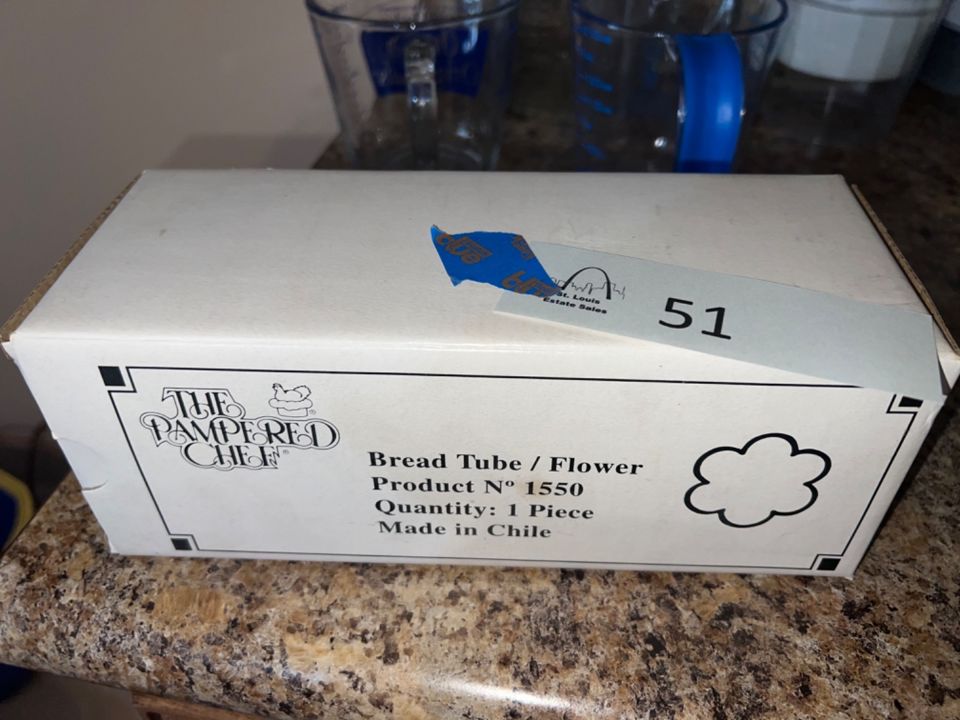 St. Louis
Estate Sales
51
THE
PAMPERED
CHEF®
Bread Tube / Flower
Product Nº 1550
Quantity: 1 Piece
Made in Chile